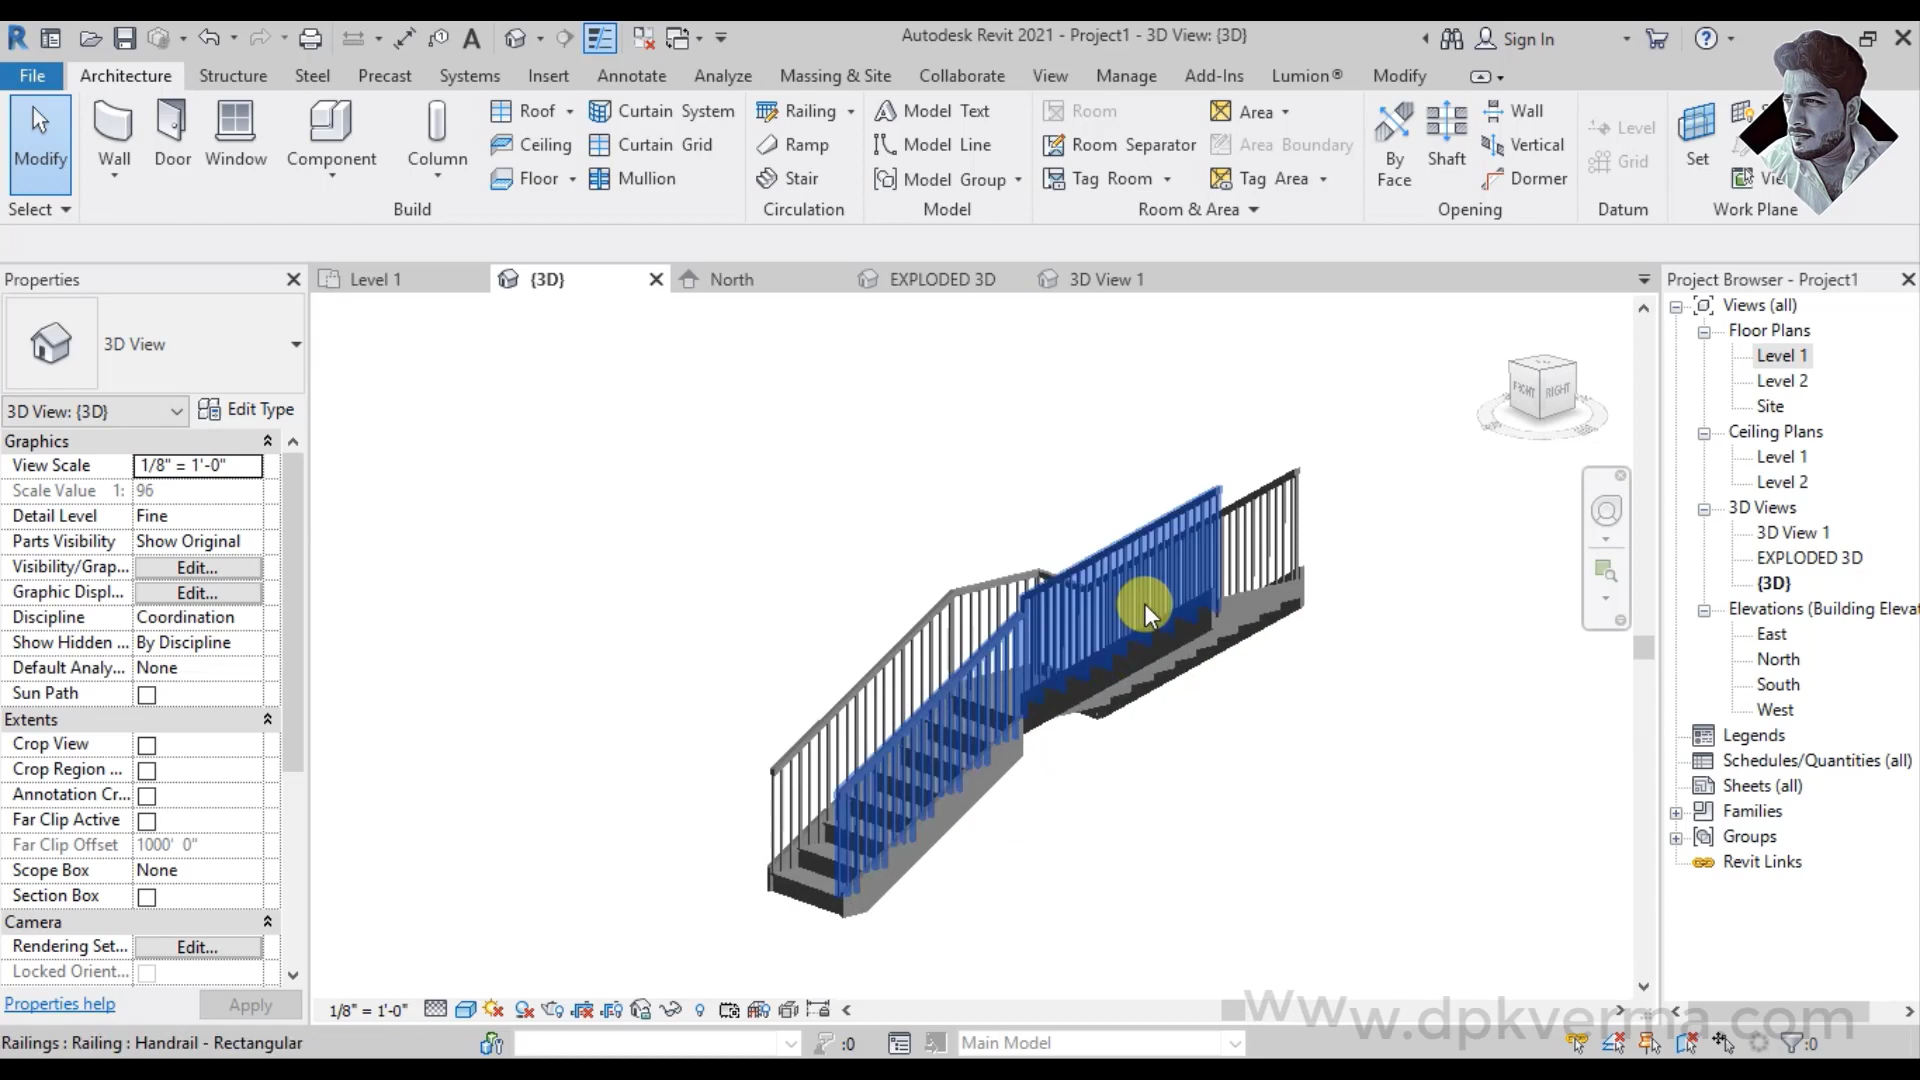 Autodesk Revit 2021 - Project1 - 3D View: {3D}
Sign In
File Architecture Structure Steel Precast Systems Insert Annotate Analyze Massing & Site Collaborate View Manage Add-Ins Lumion® Modify
Modify
Wall
Door
Window
Component
Column
Roof
Ceiling
Floor
Curtain System
Curtain Grid
Mullion
Railing
Ramp
Stair
Model Text
Model Line
Model Group
Room
Room Separator
Tag Room
Area
Area Boundary
Tag Area
By Face
Shaft
Wall
Vertical
Dormer
Level
Grid
Set
Select Build Circulation Model Room & Area Opening Datum Work Plane
Properties
Level 1 {3D} North EXPLODED 3D 3D View 1
Project Browser - Project1
3D View
3D View: {3D} Edit Type
Graphics
View Scale 1/8" = 1'-0"
Scale Value 1: 96
Detail Level Fine
Parts Visibility Show Original
Visibility/Grap... Edit...
Graphic Displ... Edit...
Discipline Coordination
Show Hidden ... By Discipline
Default Analy... None
Sun Path
Extents
Crop View
Crop Region ...
Annotation Cr...
Far Clip Active
Far Clip Offset 1000' 0"
Scope Box None
Section Box
Camera
Rendering Set... Edit...
Locked Orient...
Properties help Apply
FRONT RIGHT
Views (all)
Floor Plans
Level 1
Level 2
Site
Ceiling Plans
Level 1
Level 2
3D Views
3D View 1
EXPLODED 3D
{3D}
Elevations (Building Eleva
East
North
South
West
Legends
Schedules/Quantities (all)
Sheets (all)
Families
Groups
Revit Links
1/8" = 1'-0"
www.dpkverma.com
Railings : Railing : Handrail - Rectangular
:0
Main Model
:0